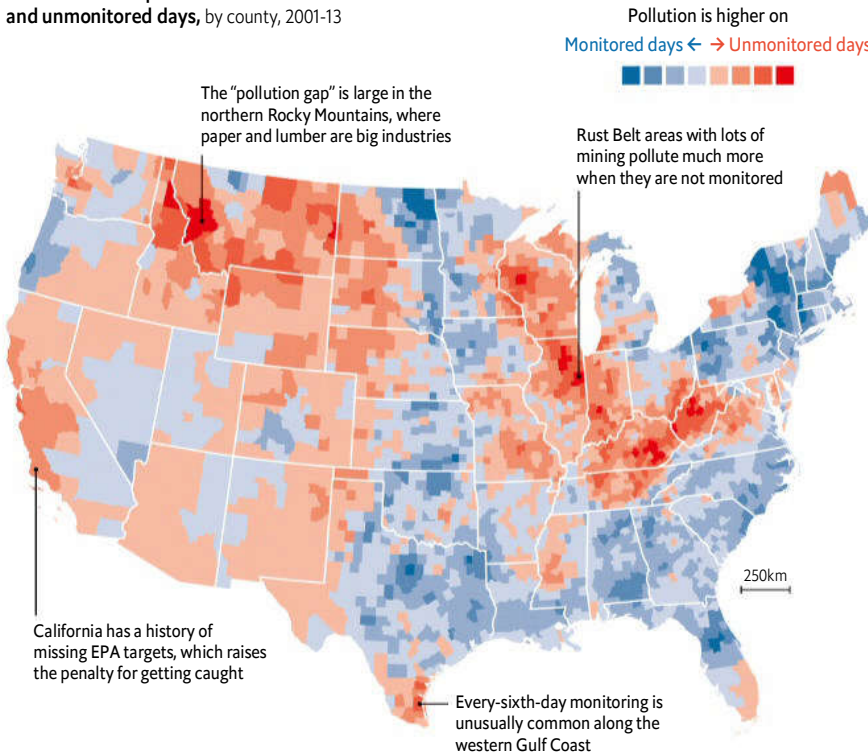 and unmonitored days, by county, 2001-13
Pollution is higher on
Monitored days ← → Unmonitored days
The “pollution gap” is large in the
northern Rocky Mountains, where
paper and lumber are big industries
Rust Belt areas with lots of
mining pollute much more
when they are not monitored
250km
California has a history of
missing EPA targets, which raises
the penalty for getting caught
Every-sixth-day monitoring is
unusually common along the
western Gulf Coast